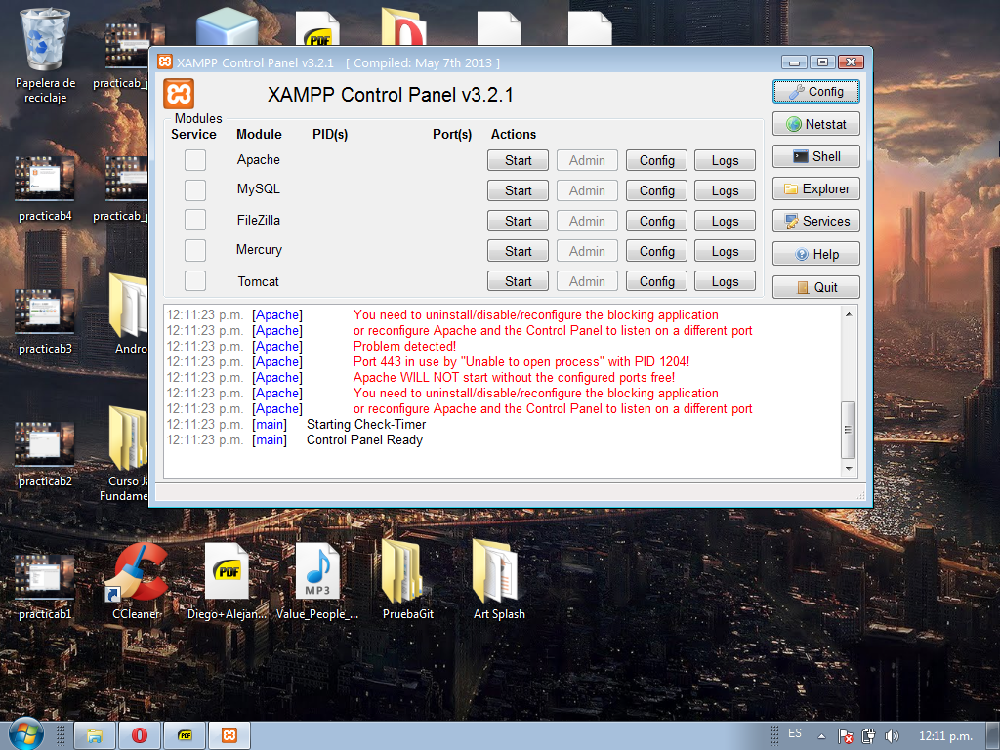 Papelera de
reciclaje
practicab_p
PDF
XAMPP Control Panel v3.2.1 [ Compiled: May 7th 2013 ]
XAMPP Control Panel v3.2.1
Config
Modules
Service Module PID(s) Port(s) Actions
Netstat
Apache Start Admin Config Logs
Shell
MySQL Start Admin Config Logs
Explorer
FileZilla Start Admin Config Logs
Services
Mercury Start Admin Config Logs
Help
Tomcat Start Admin Config Logs
Quit
12:11:23 p.m. [Apache] You need to uninstall/disable/reconfigure the blocking application
12:11:23 p.m. [Apache] or reconfigure Apache and the Control Panel to listen on a different port
12:11:23 p.m. [Apache] Problem detected!
12:11:23 p.m. [Apache] Port 443 in use by "Unable to open process" with PID 1204!
12:11:23 p.m. [Apache] Apache WILL NOT start without the configured ports free!
12:11:23 p.m. [Apache] You need to uninstall/disable/reconfigure the blocking application
12:11:23 p.m. [Apache] or reconfigure Apache and the Control Panel to listen on a different port
12:11:23 p.m. [main] Starting Check-Timer
12:11:23 p.m. [main] Control Panel Ready
practicab4
practicab_p
practicab3
Andro
practicab2
Curso Ja
Fundame
practicab1
CCleaner
PDF
Diego+Alejan...
MP3
Value_People_...
PruebaGit
Art Splash
PDF
ES
12:11 p.m.